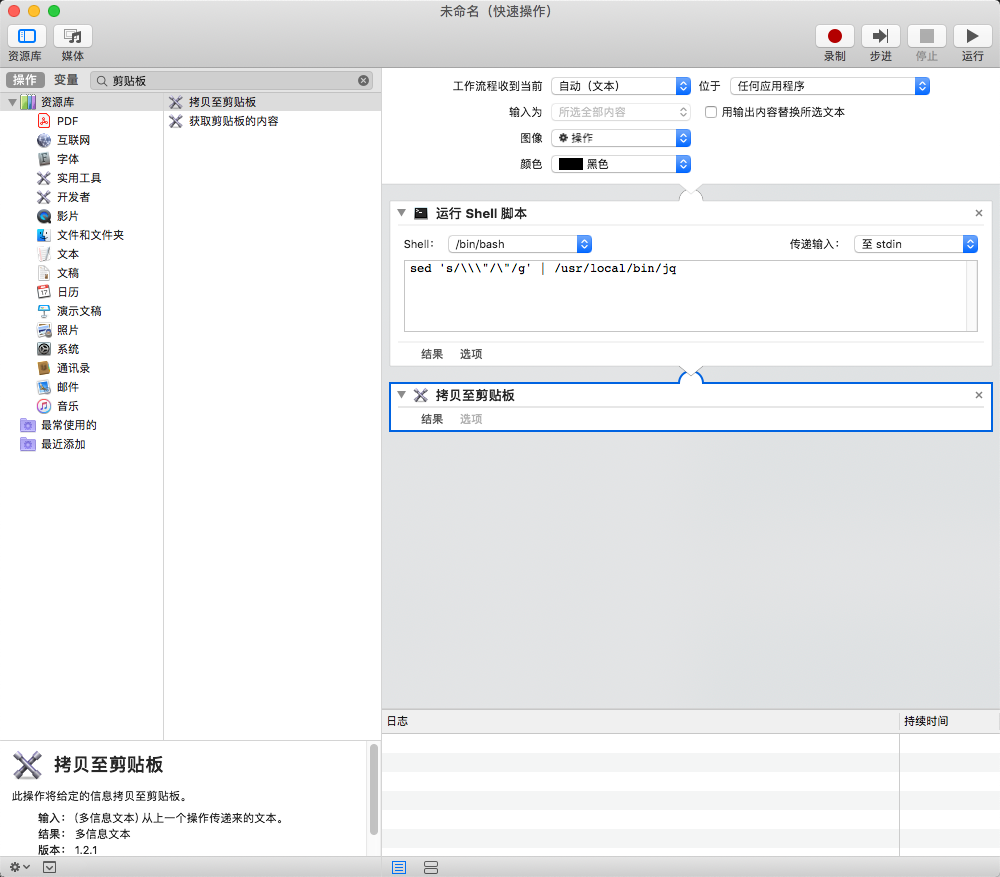 未命名（快速操作）
资源库
媒体
录制
步进
停止
运行
操作
变量
剪贴板
资源库
PDF
互联网
字体
实用工具
开发者
影片
文件和文件夹
文本
文稿
日历
演示文稿
照片
系统
通讯录
邮件
音乐
最常使用的
最近添加
拷贝至剪贴板
获取剪贴板的内容
工作流程收到当前 自动（文本） 位于 任何应用程序
输入为 所选全部内容 用输出内容替换所选文本
图像 操作
颜色 黑色
运行 Shell 脚本
Shell: /bin/bash 传递输入: 至 stdin
sed 's/\\\"/\"/g' | /usr/local/bin/jq
结果 选项
拷贝至剪贴板
结果 选项
日志 持续时间
拷贝至剪贴板
此操作将给定的信息拷贝至剪贴板。
输入: (多信息文本) 从上一个操作传递来的文本。
结果: 多信息文本
版本: 1.2.1